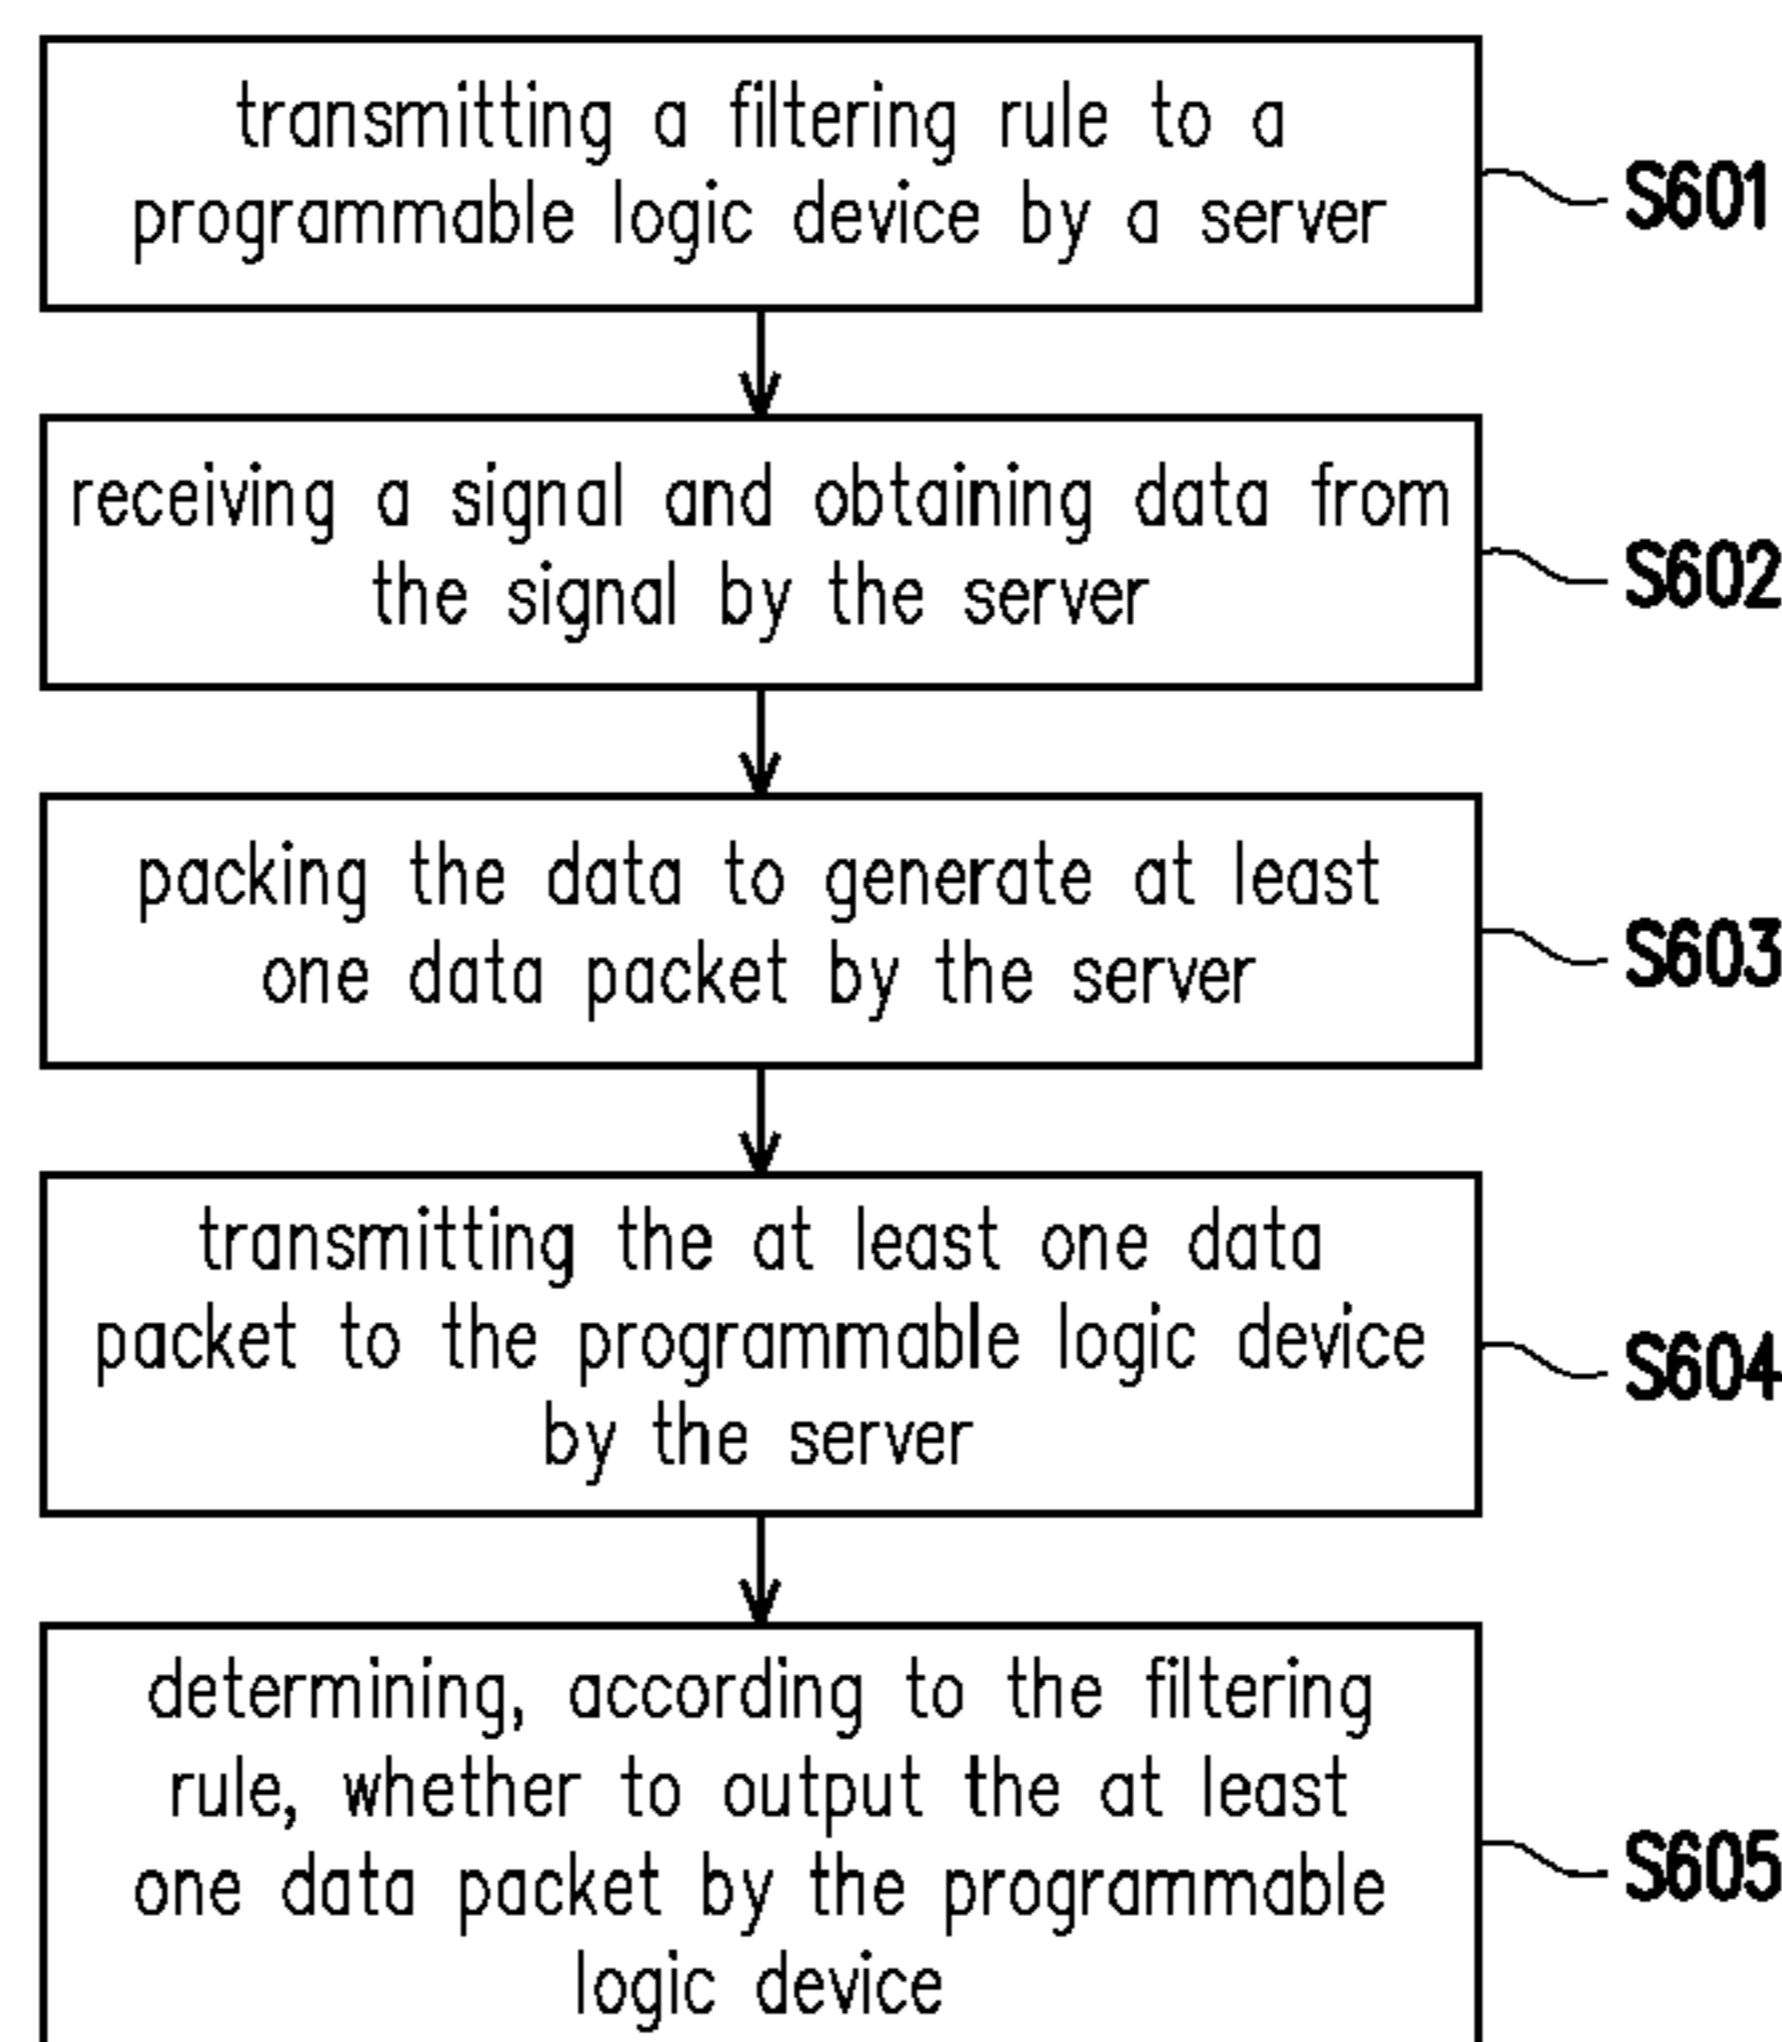 transmitting a filtering rule to a
programmable logic device by a server
S601
receiving a signal and obtaining data from
the signal by the server
S602
packing the data to generate at least
one data packet by the server
S603
transmitting the at least one data
packet to the programmable logic device
by the server
S604
determining, according to the filtering
rule, whether to output the at least
one data packet by the programmable
logic device
S605